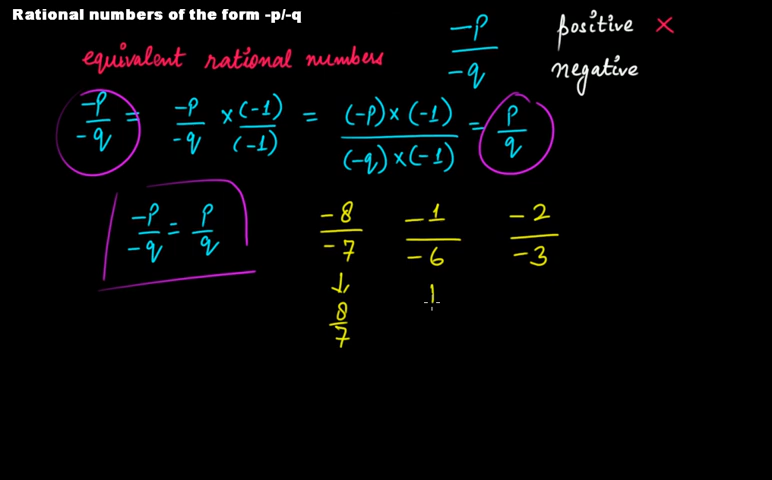 Rational numbers of the form -p/-q
-p/-q positive ×
negative
equivalent rational numbers
-p/-q = -p/-q × (-1)/(-1) = (-p) × (-1)/(-q) × (-1) = p/q
-p/-q = p/q
-8/-7 -1/-6 -2/-3
↓
8/7